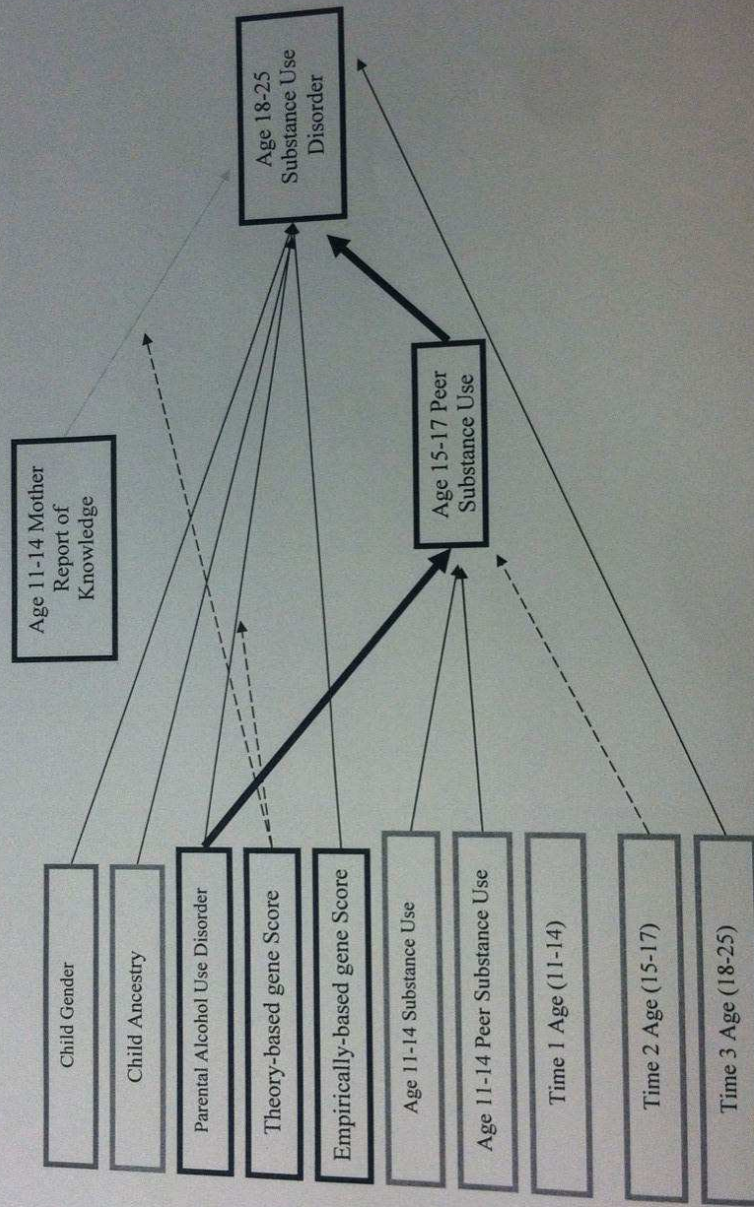 Age 11-14 Mother
Report of
Knowledge
Child Gender
Child Ancestry
Parental Alcohol Use Disorder
Theory-based gene Score
Empirically-based gene Score
Age 11-14 Substance Use
Age 11-14 Peer Substance Use
Time 1 Age (11-14)
Time 2 Age (15-17)
Time 3 Age (18-25)
Age 15-17 Peer
Substance Use
Age 18-25
Substance Use
Disorder